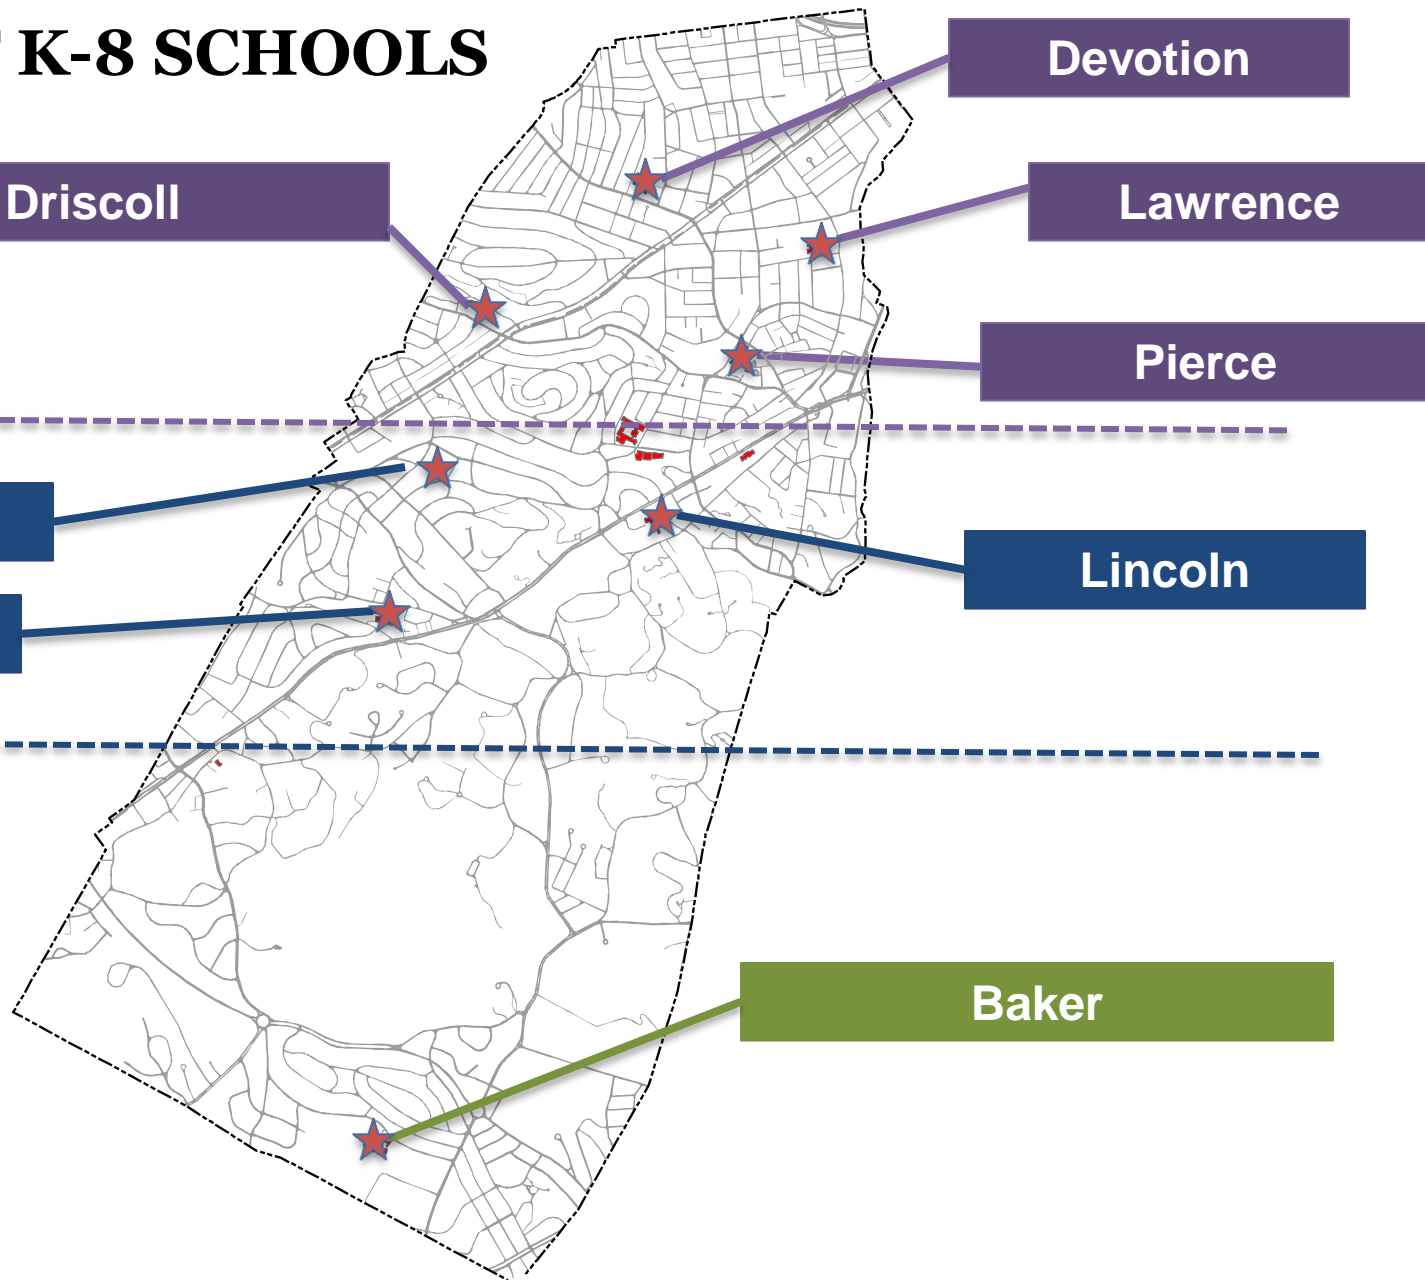 K-8 SCHOOLS
Devotion
Driscoll
Lawrence
Pierce
Lincoln
Baker